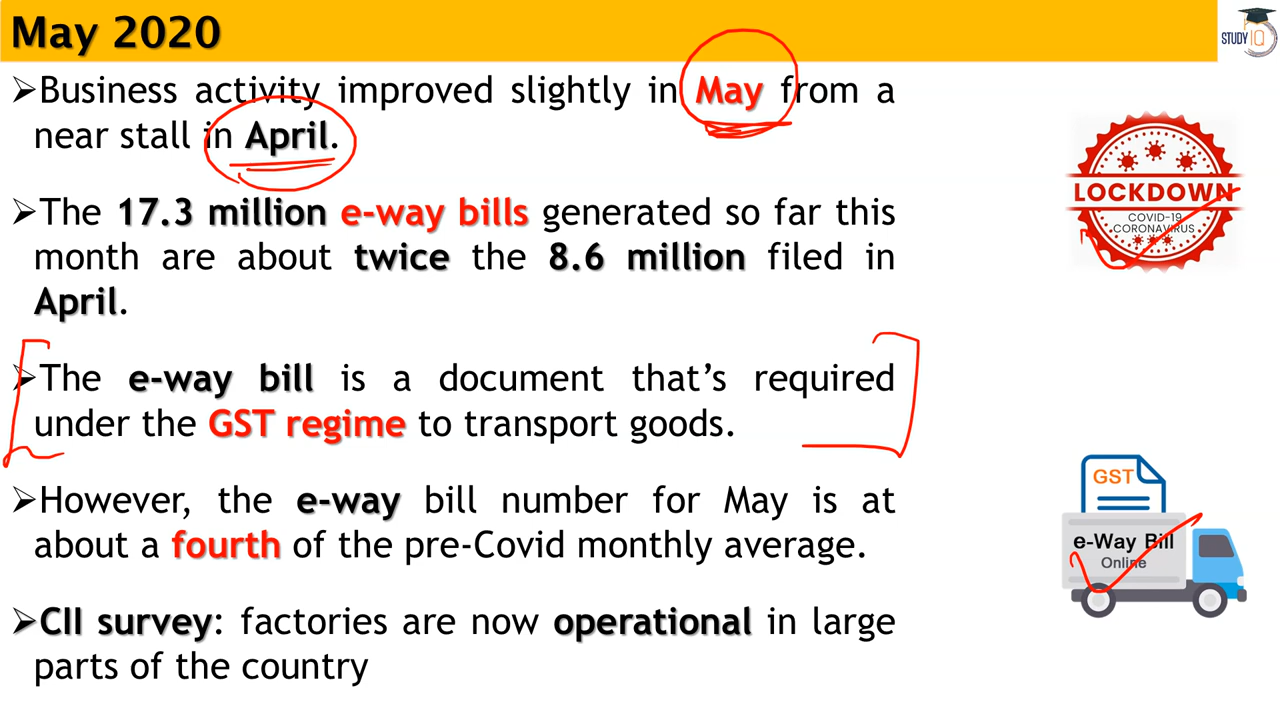 May 2020
STUDY IQ
➢Business activity improved slightly in May from a
near stall in April.
➢The 17.3 million e-way bills generated so far this
month are about twice the 8.6 million filed in
April.
➢The e-way bill is a document that’s required
under the GST regime to transport goods.
➢However, the e-way bill number for May is at
about a fourth of the pre-Covid monthly average.
➢CII survey: factories are now operational in large
parts of the country
LOCKDOWN
COVID-19
CORONAVIRUS
GST
e-Way Bill
Online